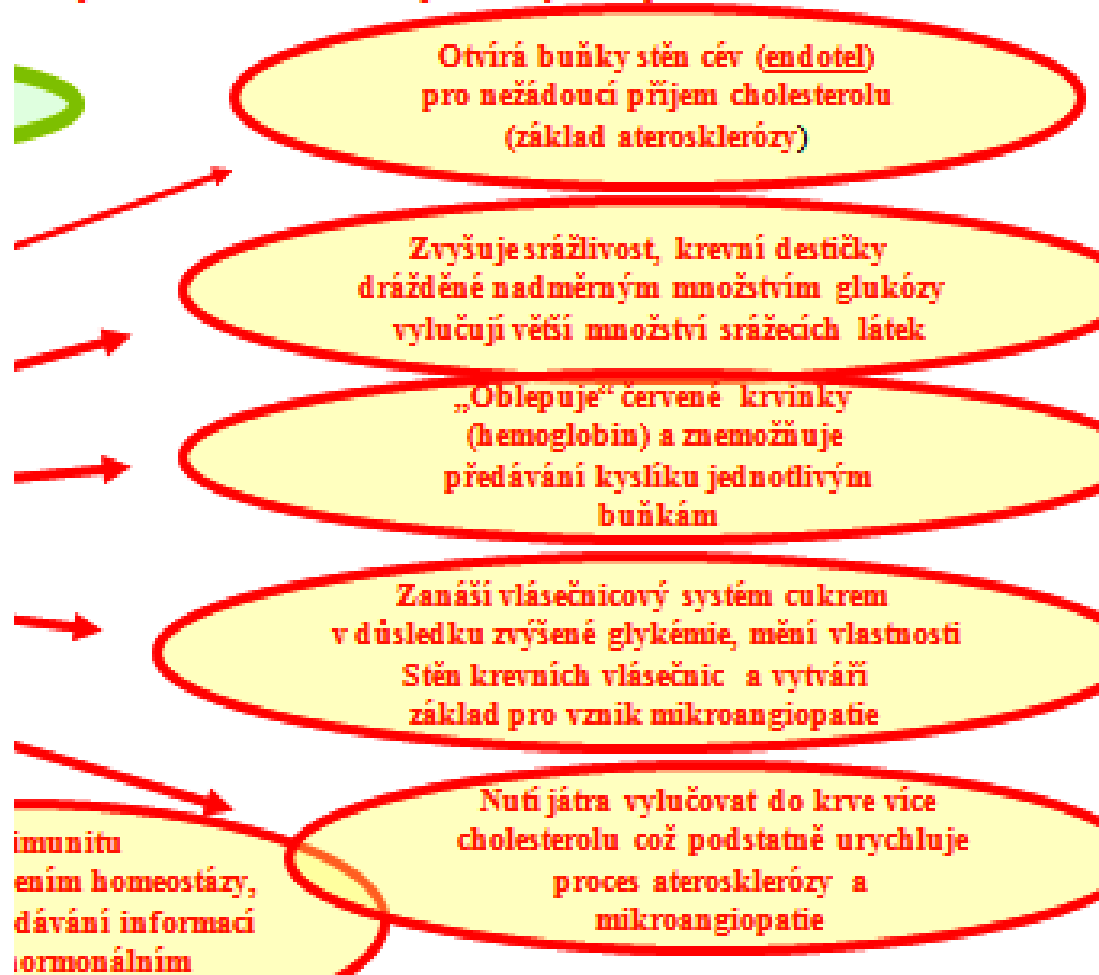 Otvírá buňky stěn cév (endotel)
pro nežádoucí příjem cholesterolu
(základ aterosklerózy)
Zvyšuje srážlivost, krevní destičky
drážděné nadměrným množstvím glukózy
vylučují větší množství srážecích látek
„Oblepuje“ červené krvinky
(hemoglobin) a znemožňuje
předávání kyslíku jednotlivým
buňkám
Zanáší vlásečnicový systém cukrem
v důsledku zvýšené glykémie, mění vlastnosti
Stěn krevních vlásečnic a vytváří
základ pro vznik mikroangiopatie
Nutí játra vylučovat do krve více
cholesterolu což podstatně urychluje
proces aterosklerózy a
mikroangiopatie
imunitu
ením homeostázy,
dávání informací
hormonálním